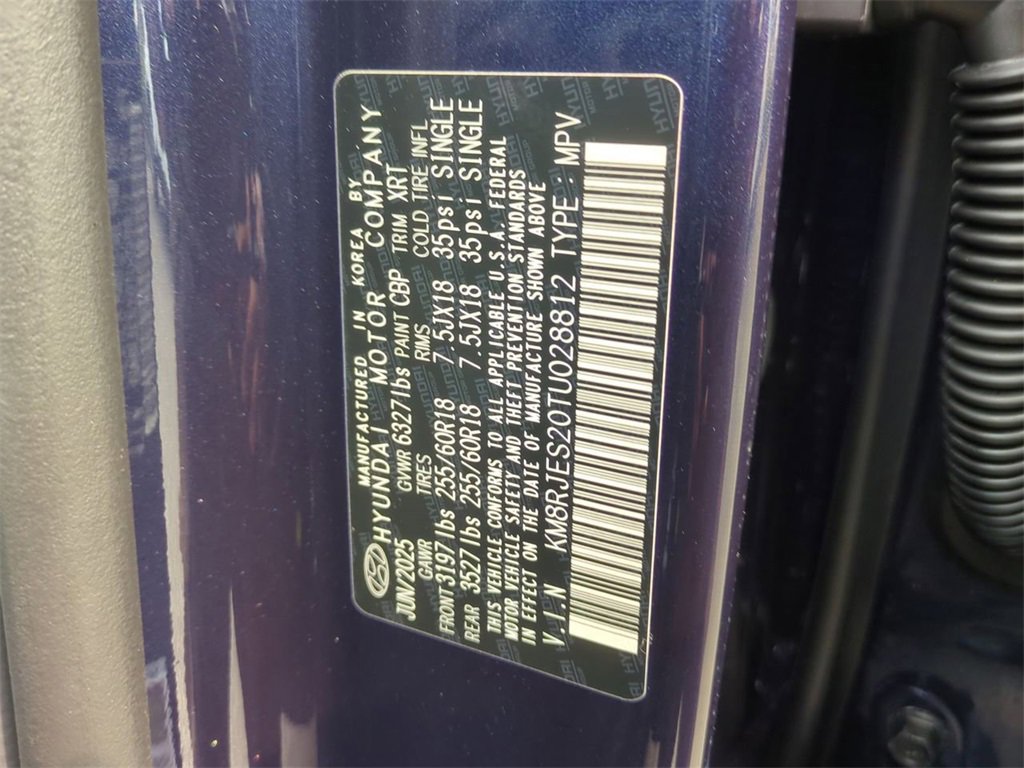 MANUFACTURED IN KOREA BY
HYUNDAI MOTOR COMPANY
JUN/2025 GVWR 6327lbs PAINT CBP TRIM XRT
GAWR TIRES RIMS COLD TIRE INFL
FRONT 3197lbs 255/60R18 7.5JX18 35psi SINGLE
REAR 3527lbs 255/60R18 7.5JX18 35psi SINGLE
THIS VEHICLE CONFORMS TO ALL APPLICABLE U.S.A. FEDERAL
MOTOR VEHICLE SAFETY AND THEFT PREVENTION STANDARDS
IN EFFECT ON THE DATE OF MANUFACTURE SHOWN ABOVE
V.I.N KM8RJES20TU028812 TYPE : MPV